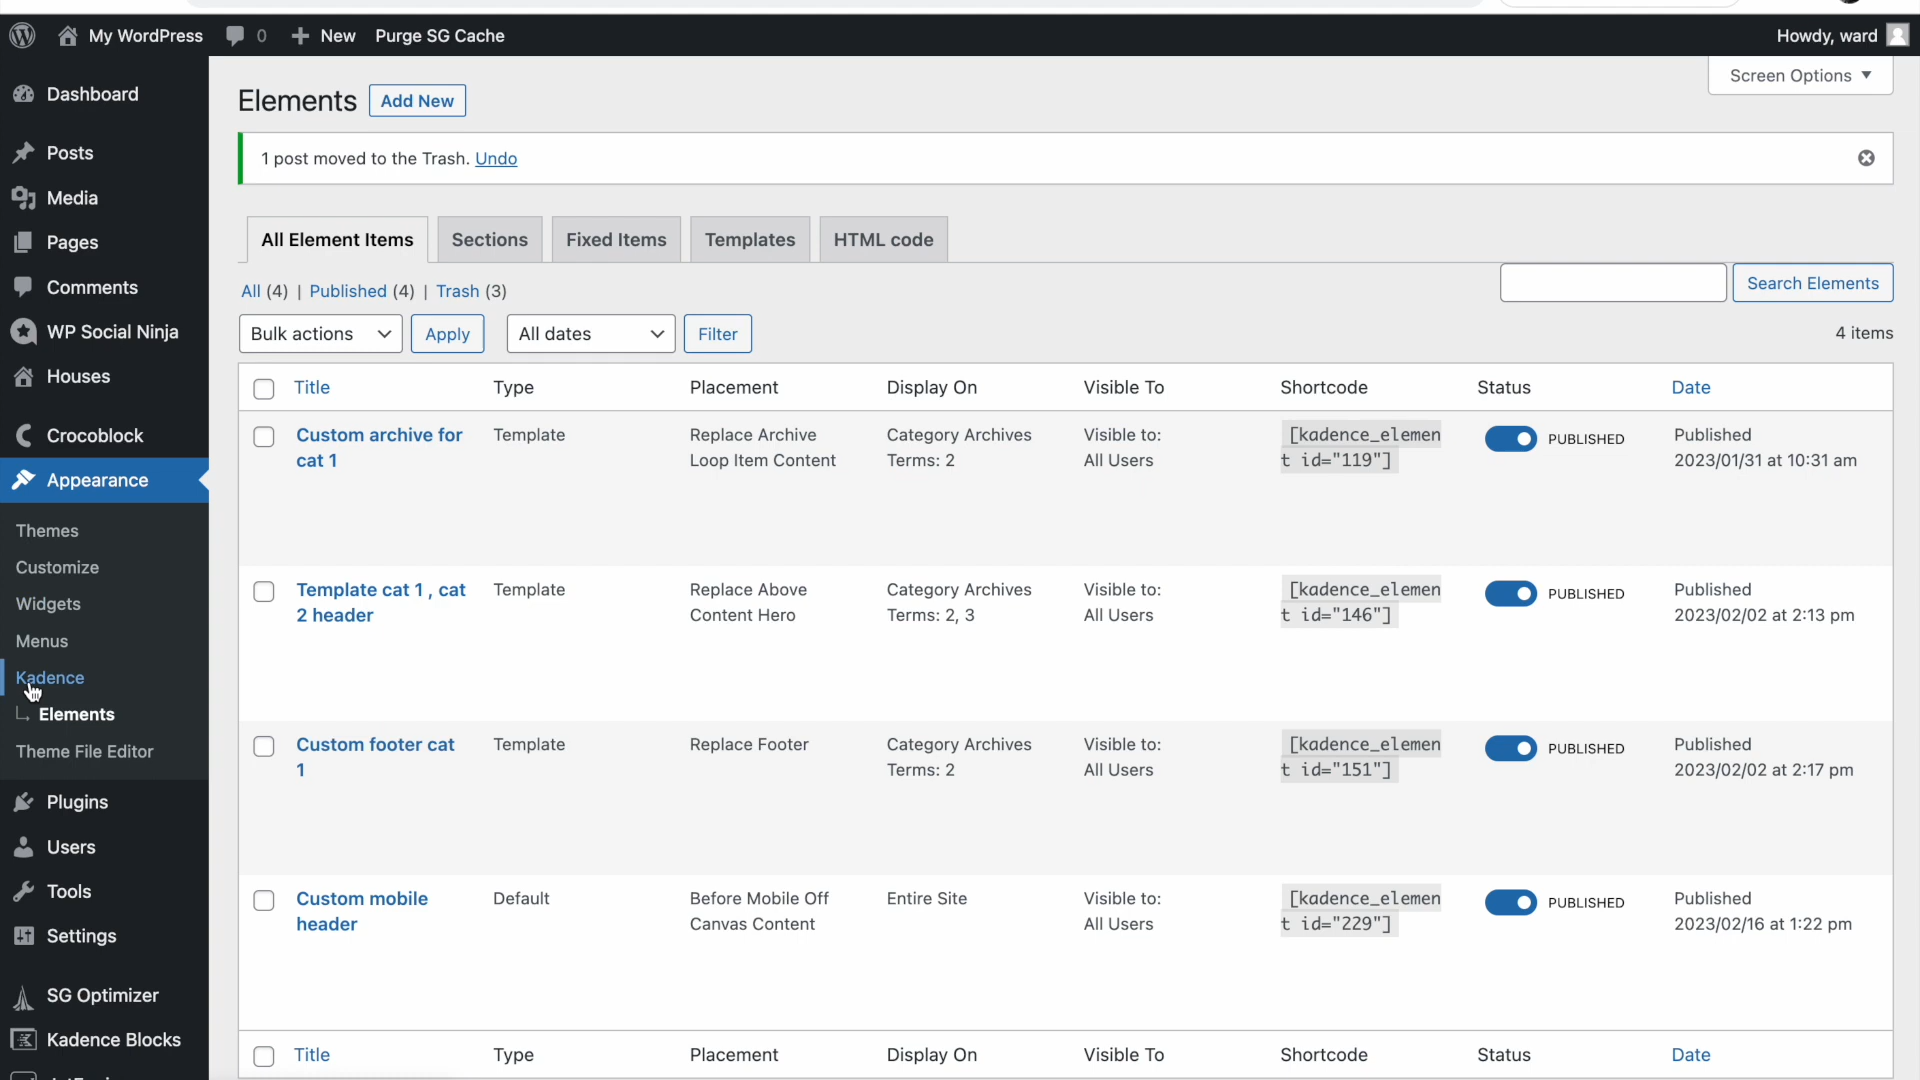 My WordPress 0 New Purge SG Cache Howdy, ward
Dashboard
Posts
Media
Pages
Comments
WP Social Ninja
Houses
Crocoblock
Appearance
Themes
Customize
Widgets
Menus
Kadence
Elements
Theme File Editor
Plugins
Users
Tools
Settings
SG Optimizer
Kadence Blocks
Screen Options
Elements Add New
1 post moved to the Trash. Undo
All Element Items Sections Fixed Items Templates HTML code
All (4) | Published (4) | Trash (3)
Search Elements
Bulk actions Apply All dates Filter
4 items
Title Type Placement Display On Visible To Shortcode Status Date
Custom archive for Template Replace Archive Category Archives Visible to: [kadence_elemen PUBLISHED Published
cat 1 Loop Item Content Terms: 2 All Users t id="119"] 2023/01/31 at 10:31 am
Template cat 1 , cat Template Replace Above Category Archives Visible to: [kadence_elemen PUBLISHED Published
2 header Content Hero Terms: 2, 3 All Users t id="146"] 2023/02/02 at 2:13 pm
Custom footer cat Template Replace Footer Category Archives Visible to: [kadence_elemen PUBLISHED Published
1 Terms: 2 All Users t id="151"] 2023/02/02 at 2:17 pm
Custom mobile Default Before Mobile Off Entire Site Visible to: [kadence_elemen PUBLISHED Published
header Canvas Content All Users t id="229"] 2023/02/16 at 1:22 pm
Title Type Placement Display On Visible To Shortcode Status Date